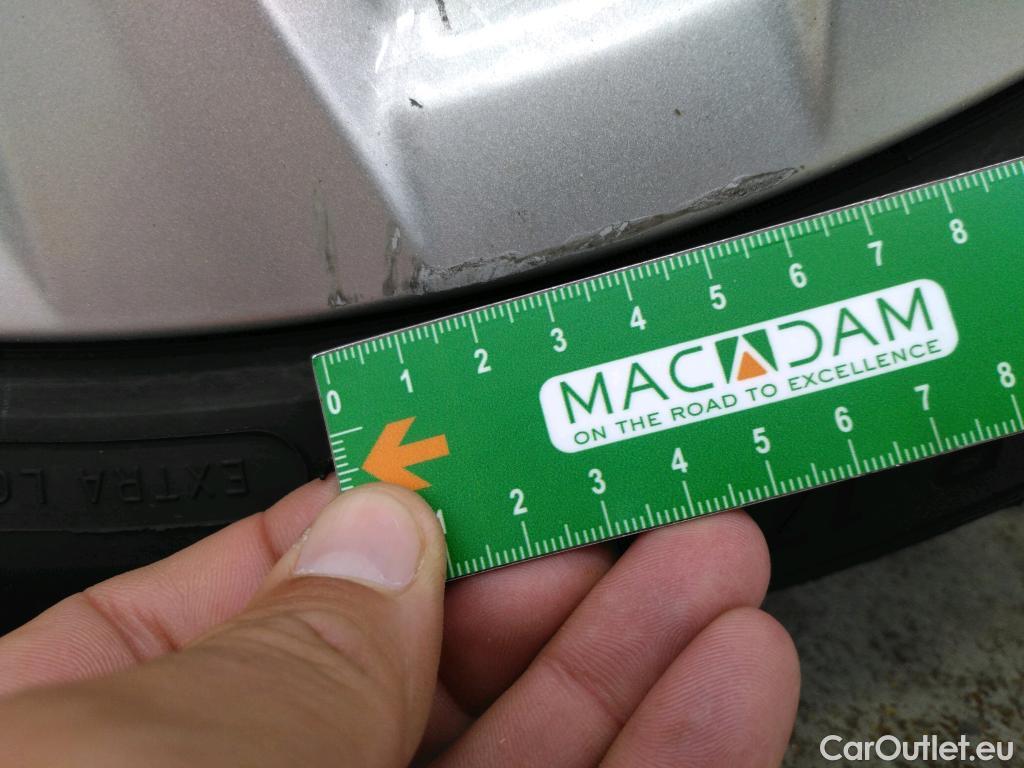 0 1 2 3 4 5 6 7 8
MACADAM
ON THE ROAD TO EXCELLENCE
1 2 3 4 5 6 7 8
EXTRA LO
CarOutlet.eu